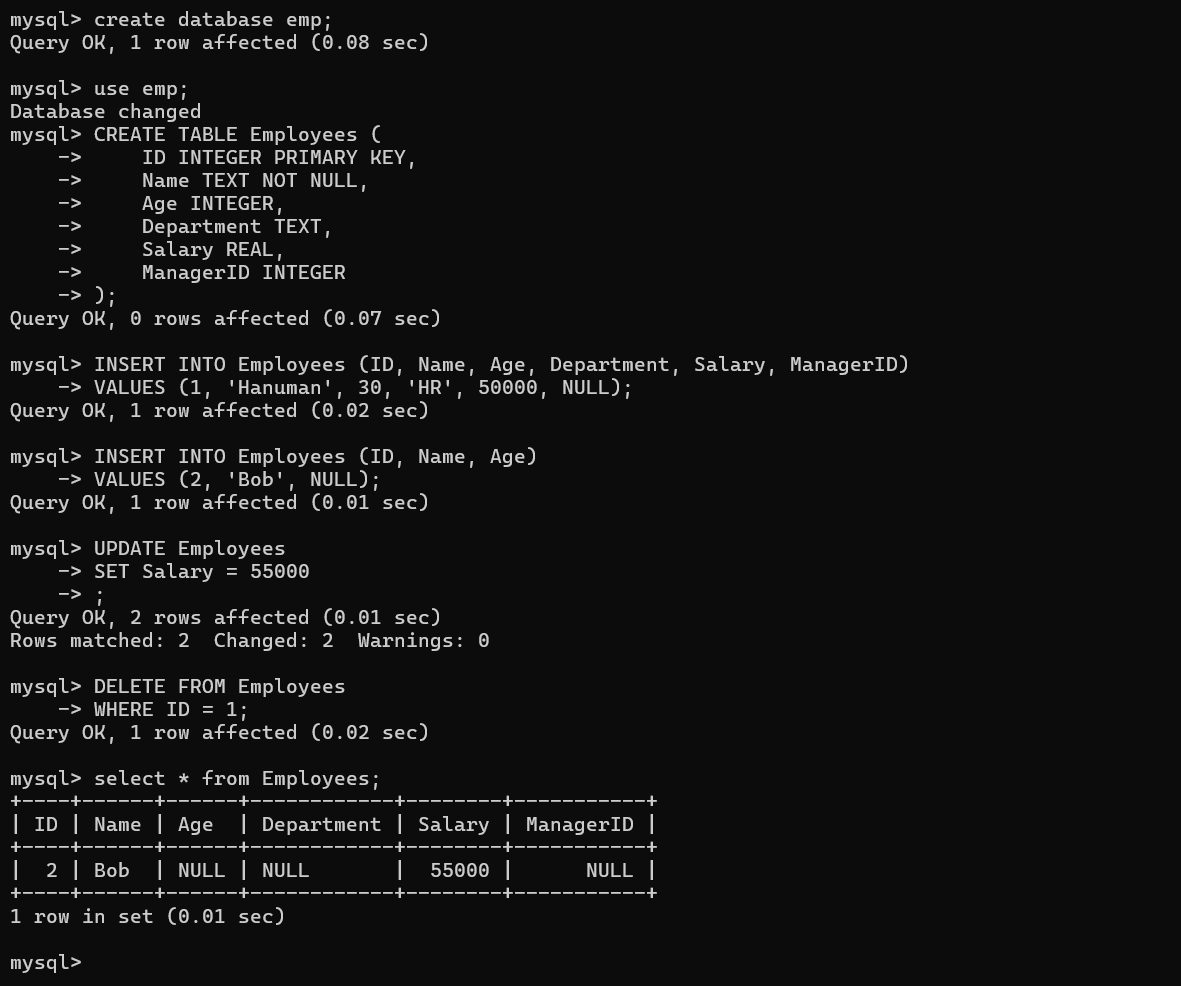 mysql> create database emp;
Query OK, 1 row affected (0.08 sec)

mysql> use emp;
Database changed
mysql> CREATE TABLE Employees (
    ->     ID INTEGER PRIMARY KEY,
    ->     Name TEXT NOT NULL,
    ->     Age INTEGER,
    ->     Department TEXT,
    ->     Salary REAL,
    ->     ManagerID INTEGER
    -> );
Query OK, 0 rows affected (0.07 sec)

mysql> INSERT INTO Employees (ID, Name, Age, Department, Salary, ManagerID)
    -> VALUES (1, 'Hanuman', 30, 'HR', 50000, NULL);
Query OK, 1 row affected (0.02 sec)

mysql> INSERT INTO Employees (ID, Name, Age)
    -> VALUES (2, 'Bob', NULL);
Query OK, 1 row affected (0.01 sec)

mysql> UPDATE Employees
    -> SET Salary = 55000
    -> ;
Query OK, 2 rows affected (0.01 sec)
Rows matched: 2  Changed: 2  Warnings: 0

mysql> DELETE FROM Employees
    -> WHERE ID = 1;
Query OK, 1 row affected (0.02 sec)

mysql> select * from Employees;
+----+------+------+------------+--------+-----------+
| ID | Name | Age  | Department | Salary | ManagerID |
+----+------+------+------------+--------+-----------+
|  2 | Bob  | NULL | NULL       |  55000 |      NULL |
+----+------+------+------------+--------+-----------+
1 row in set (0.01 sec)

mysql>